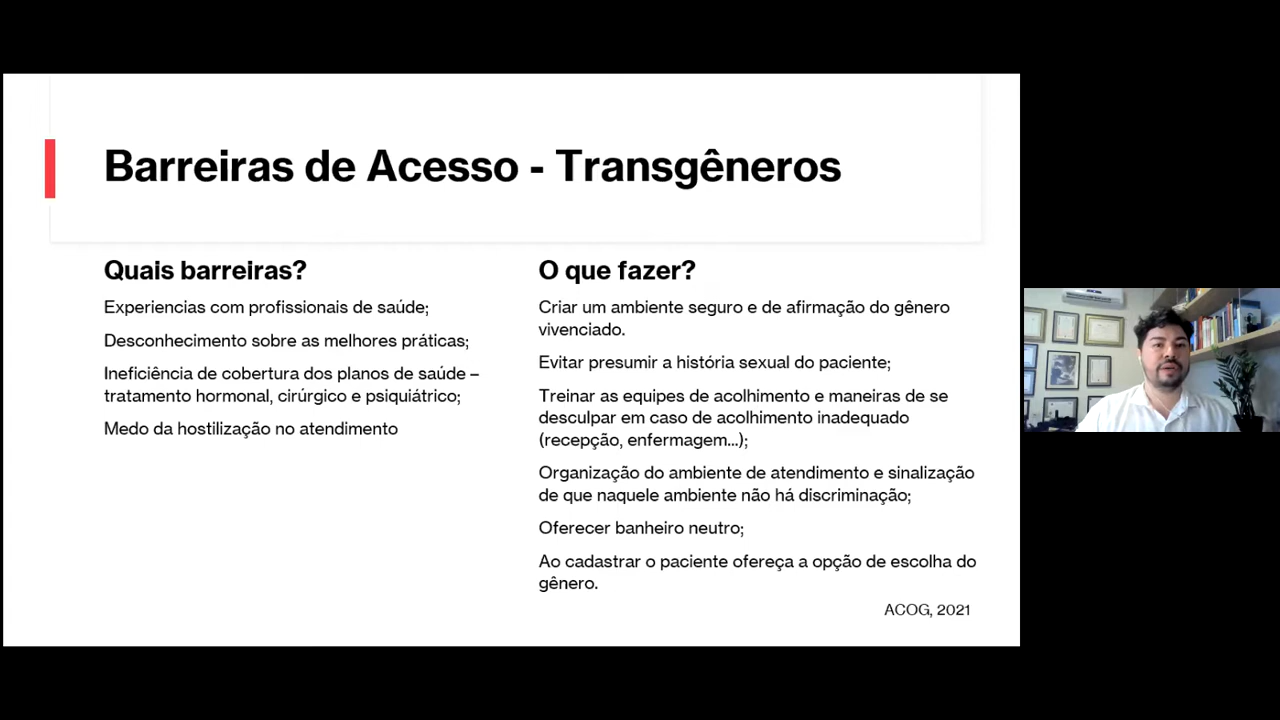 Barreiras de Acesso - Transgêneros
Quais barreiras?
Experiencias com profissionais de saúde;
Desconhecimento sobre as melhores práticas;
Ineficiência de cobertura dos planos de saúde –
tratamento hormonal, cirúrgico e psiquiátrico;
Medo da hostilização no atendimento
O que fazer?
Criar um ambiente seguro e de afirmação do gênero
vivenciado.
Evitar presumir a história sexual do paciente;
Treinar as equipes de acolhimento e maneiras de se
desculpar em caso de acolhimento inadequado
(recepção, enfermagem...);
Organização do ambiente de atendimento e sinalização
de que naquele ambiente não há discriminação;
Oferecer banheiro neutro;
Ao cadastrar o paciente ofereça a opção de escolha do
gênero.
ACOG, 2021